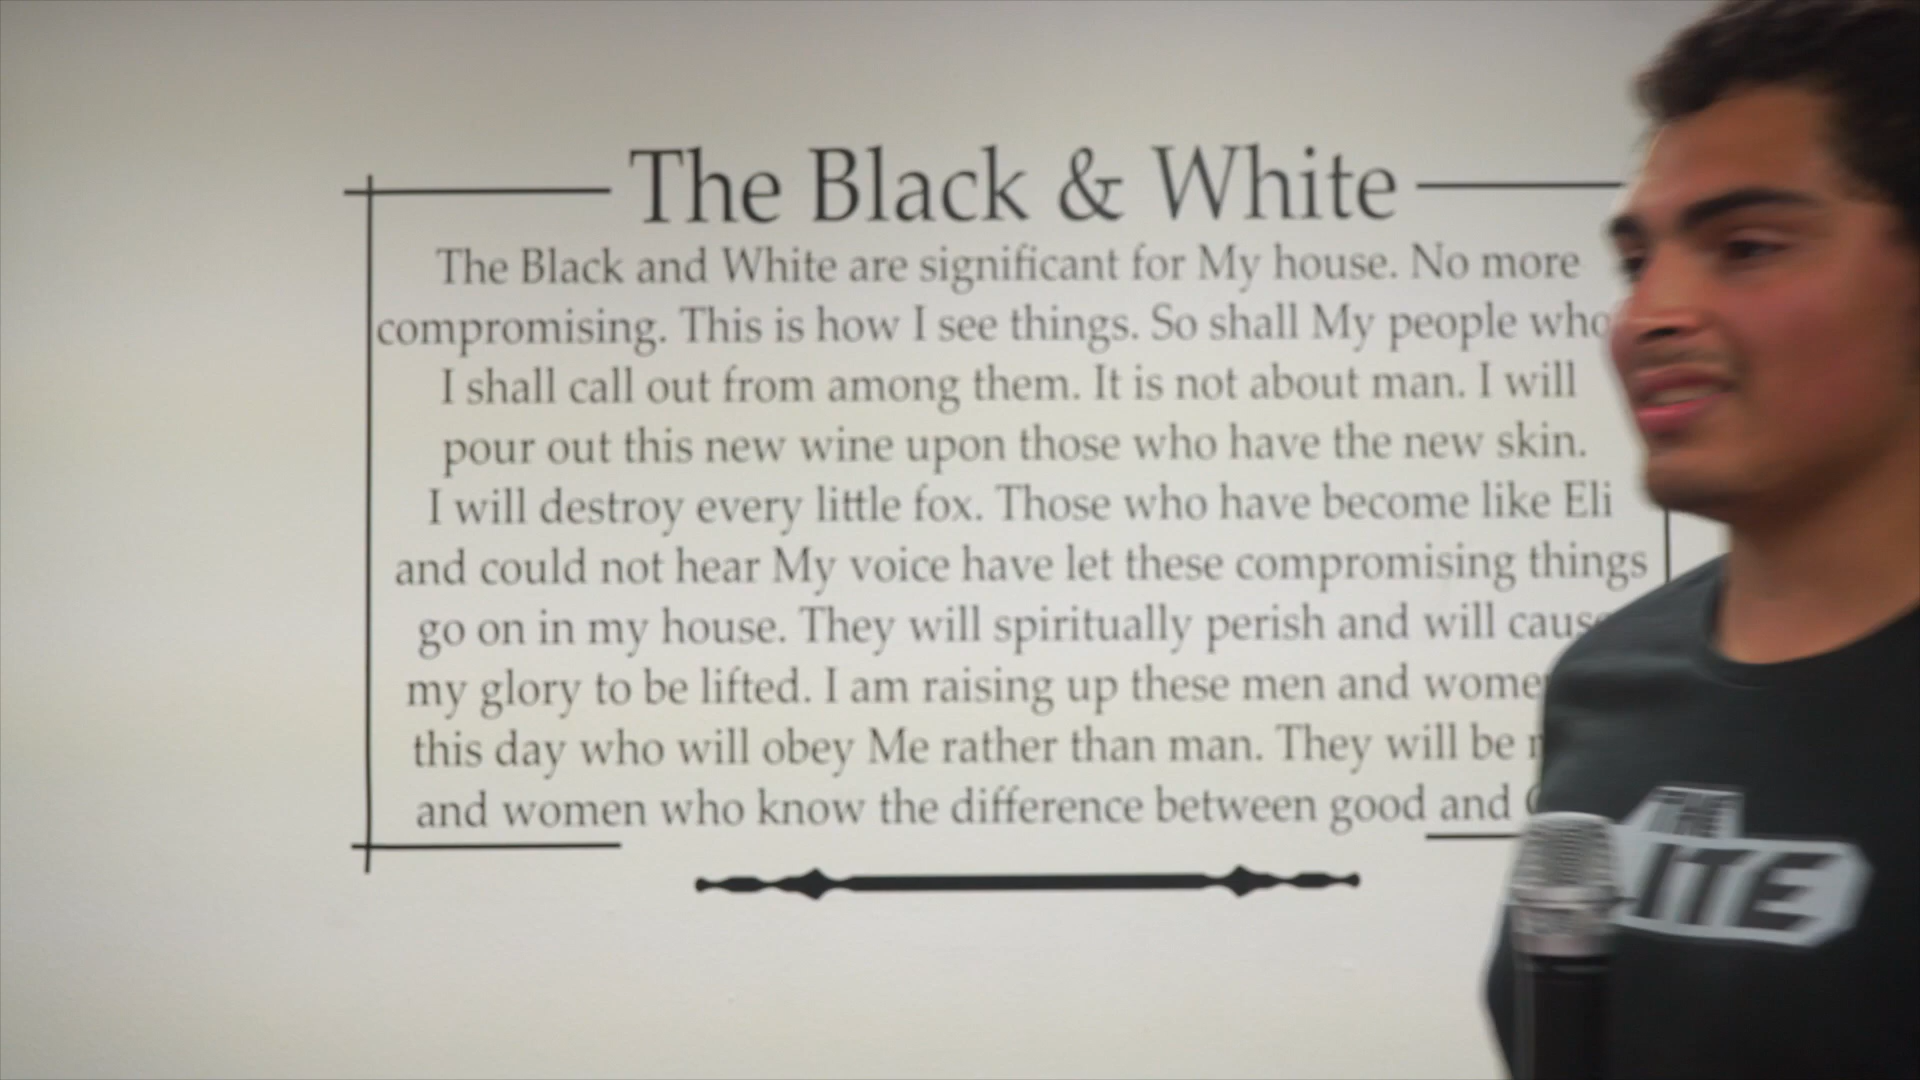 The Black & White
The Black and White are significant for My house. No more
compromising. This is how I see things. So shall My people who
I shall call out from among them. It is not about man. I will
pour out this new wine upon those who have the new skin.
I will destroy every little fox. Those who have become like Eli
and could not hear My voice have let these compromising things
go on in my house. They will spiritually perish and will
my glory to be lifted. I am raising up these men and
this day who will obey Me rather than man. They will be
and women who know the difference between good and
THE
ITE